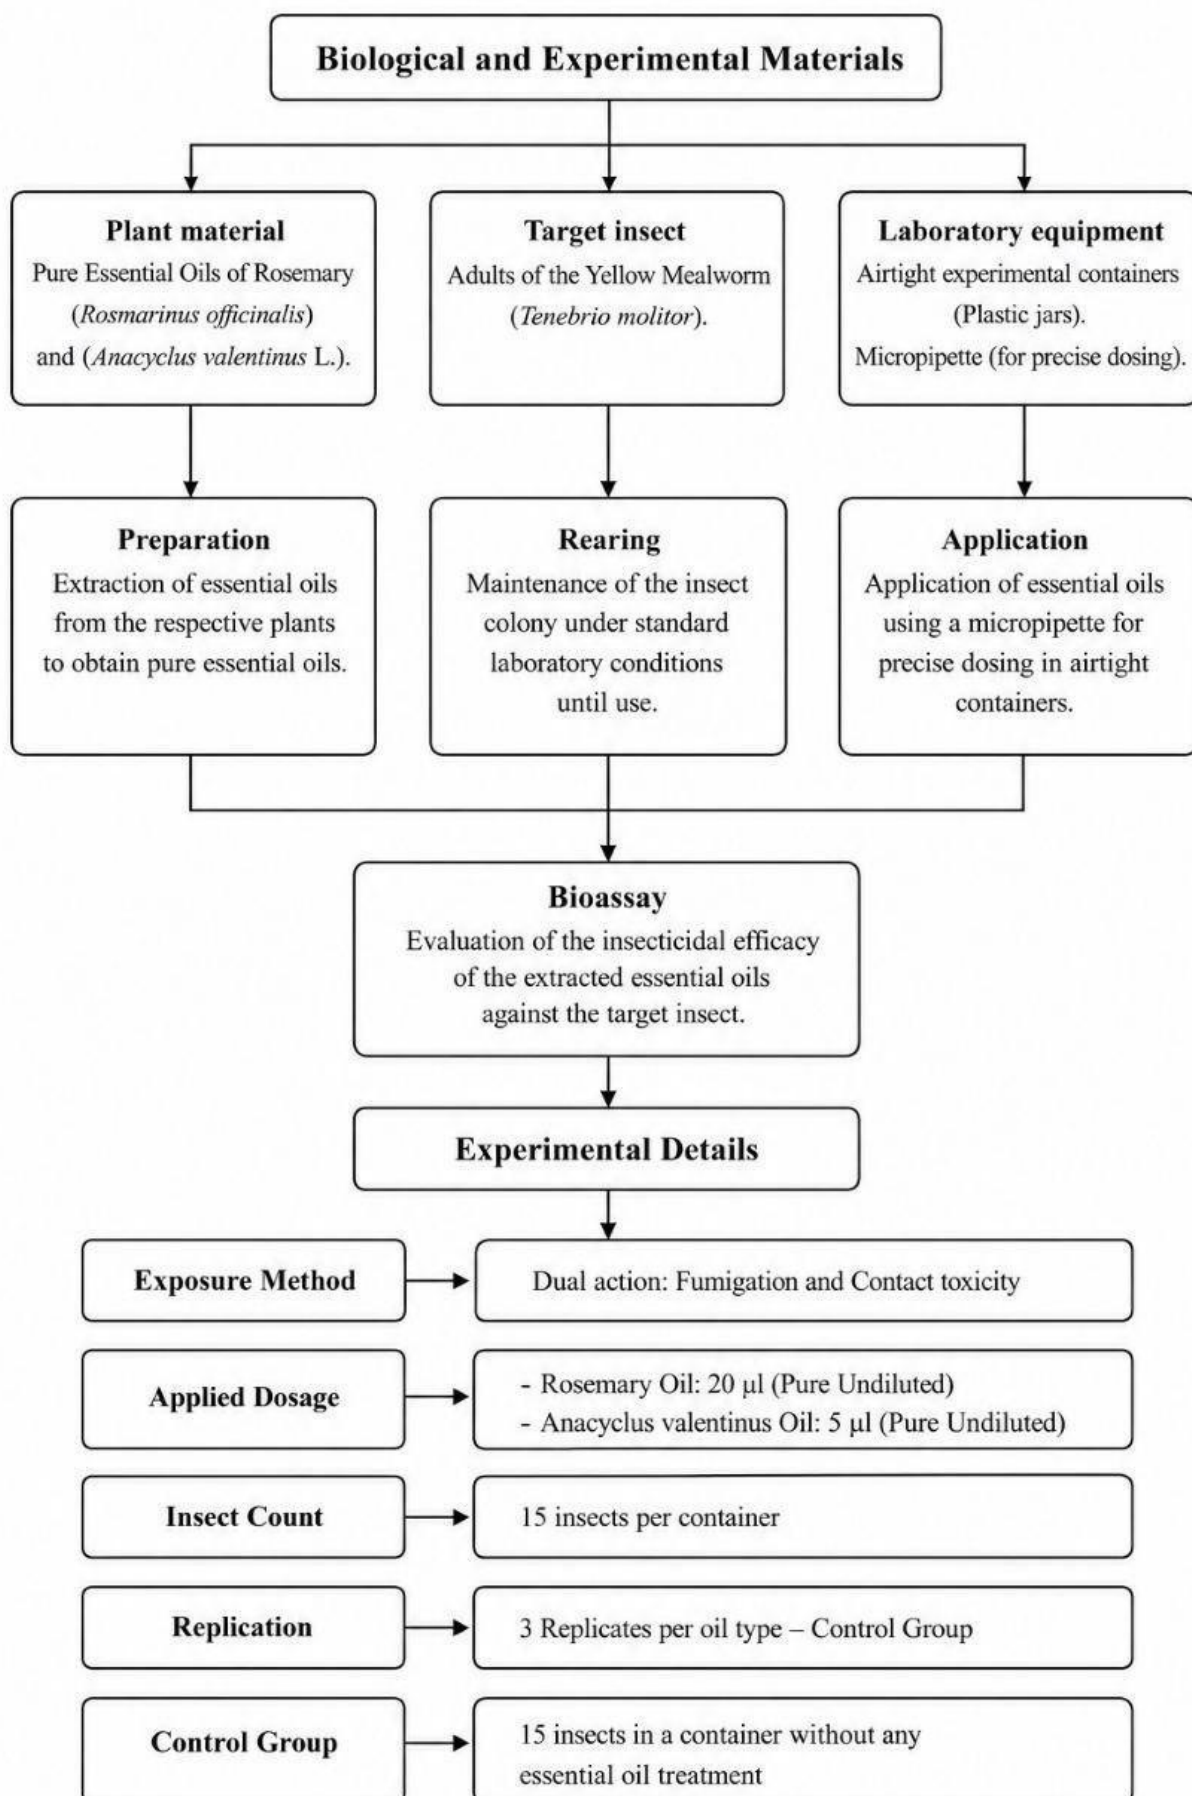 Biological and Experimental Materials
Plant material
Pure Essential Oils of Rosemary
(Rosmarinus officinalis)
and (Anacyclus valentinus L.).
Target insect
Adults of the Yellow Mealworm
(Tenebrio molitor).
Laboratory equipment
Airtight experimental containers
(Plastic jars).
Micropipette (for precise dosing).
Preparation
Extraction of essential oils
from the respective plants
to obtain pure essential oils.
Rearing
Maintenance of the insect
colony under standard
laboratory conditions
until use.
Application
Application of essential oils
using a micropipette for
precise dosing in airtight
containers.
Bioassay
Evaluation of the insecticidal efficacy
of the extracted essential oils
against the target insect.
Experimental Details
Exposure Method
Dual action: Fumigation and Contact toxicity
Applied Dosage
- Rosemary Oil: 20 µl (Pure Undiluted)
- Anacyclus valentinus Oil: 5 µl (Pure Undiluted)
Insect Count
15 insects per container
Replication
3 Replicates per oil type – Control Group
Control Group
15 insects in a container without any
essential oil treatment